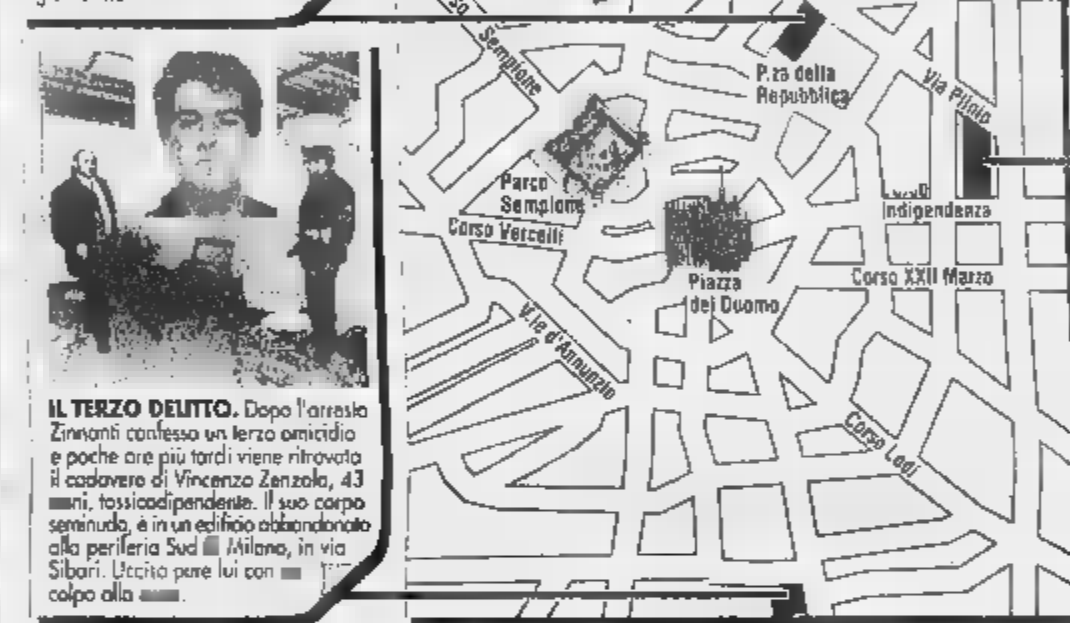 IL TERZO DELITTO. Dopo l'arresto
Zinnanti confessa un terzo omicidio
e poche ore più tardi viene ritrovato
il cadavere di Vincenzo Zenzola, 43
tossicodipendente. Il suo corpo
seminudo, è in un edificio abbandonato
alla periferia Sud Milano, in via
Sibari. Ucciso pure lui con
colpo alla
Sempione
P.za della
Repubblica
Via Plinio
Parco
Sempione
Corso Vercelli
Indipendenza
Corso XXII Marzo
Piazza
del Duomo
V.le d'Annunzio
Corso Lodi